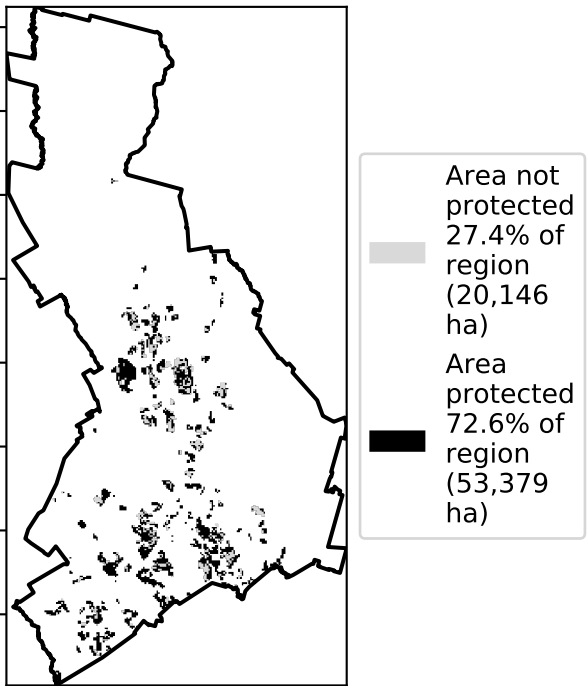 Area not
protected
27.4% of
region
(20,146
ha)
Area
protected
72.6% of
region
(53,379
ha)